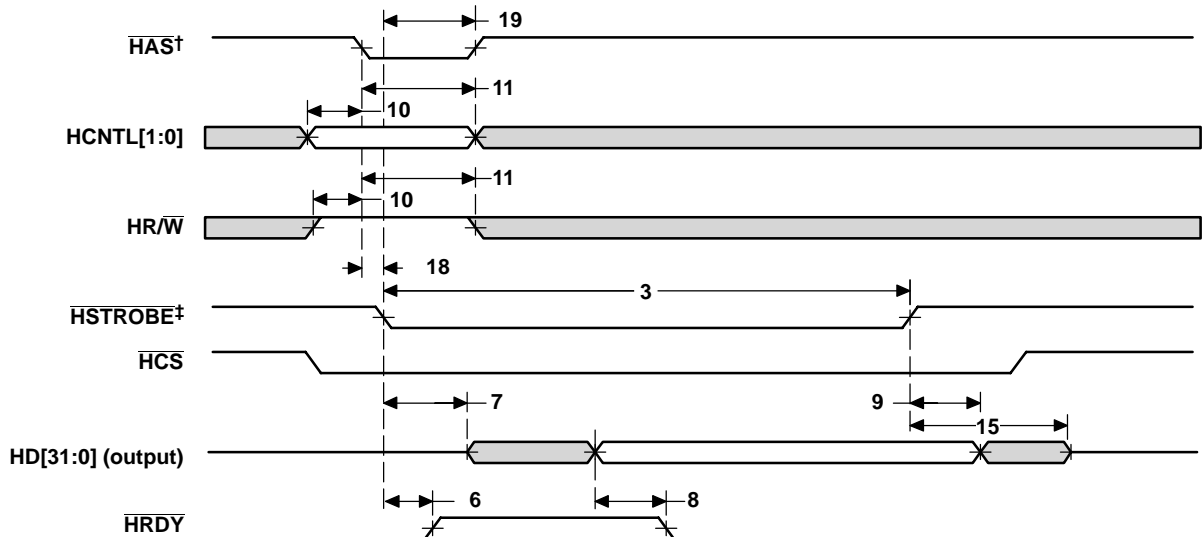 19
HAS†
11
10
HCNTL[1:0]
11
10
HR/W
18
3
HSTROBE‡
HCS
7
9
15
HD[31:0] (output)
6
8
HRDY